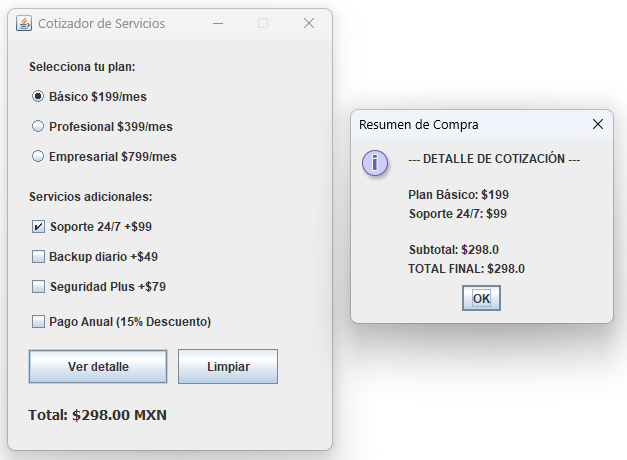 Cotizador de Servicios
Selecciona tu plan:
Básico $199/mes
Profesional $399/mes
Empresarial $799/mes
Servicios adicionales:
Soporte 24/7 +$99
Backup diario +$49
Seguridad Plus +$79
Pago Anual (15% Descuento)
Ver detalle
Limpiar
Total: $298.00 MXN
Resumen de Compra
--- DETALLE DE COTIZACIÓN ---
Plan Básico: $199
Soporte 24/7: $99
Subtotal: $298.0
TOTAL FINAL: $298.0
OK